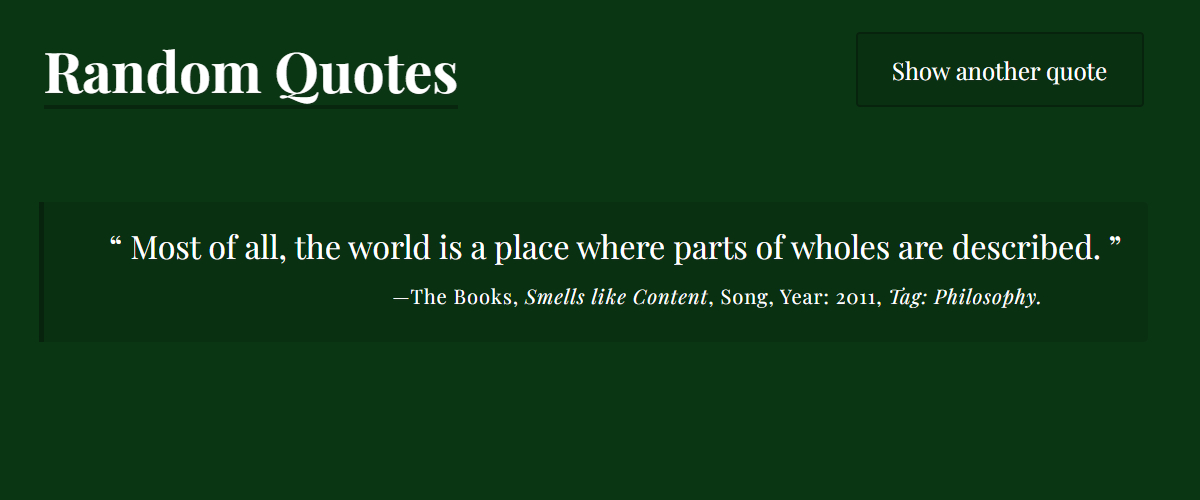 Random Quotes
Show another quote
“ Most of all, the world is a place where parts of wholes are described. ”
—The Books, Smells like Content, Song, Year: 2011, Tag: Philosophy.